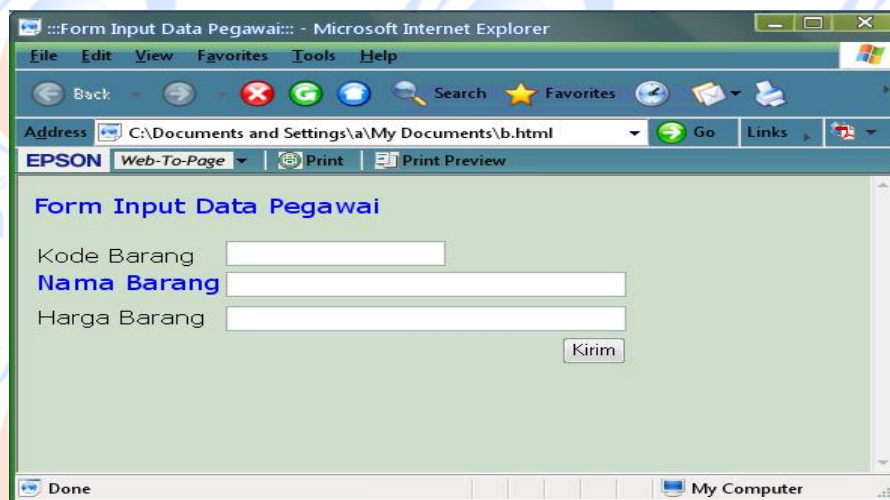 :::Form Input Data Pegawai::: - Microsoft Internet Explorer
File Edit View Favorites Tools Help
Back Search Favorites
Address C:\Documents and Settings\a\My Documents\b.html Go Links
EPSON Web-To-Page Print Print Preview
Form Input Data Pegawai
Kode Barang
Nama Barang
Harga Barang
Kirim
Done My Computer